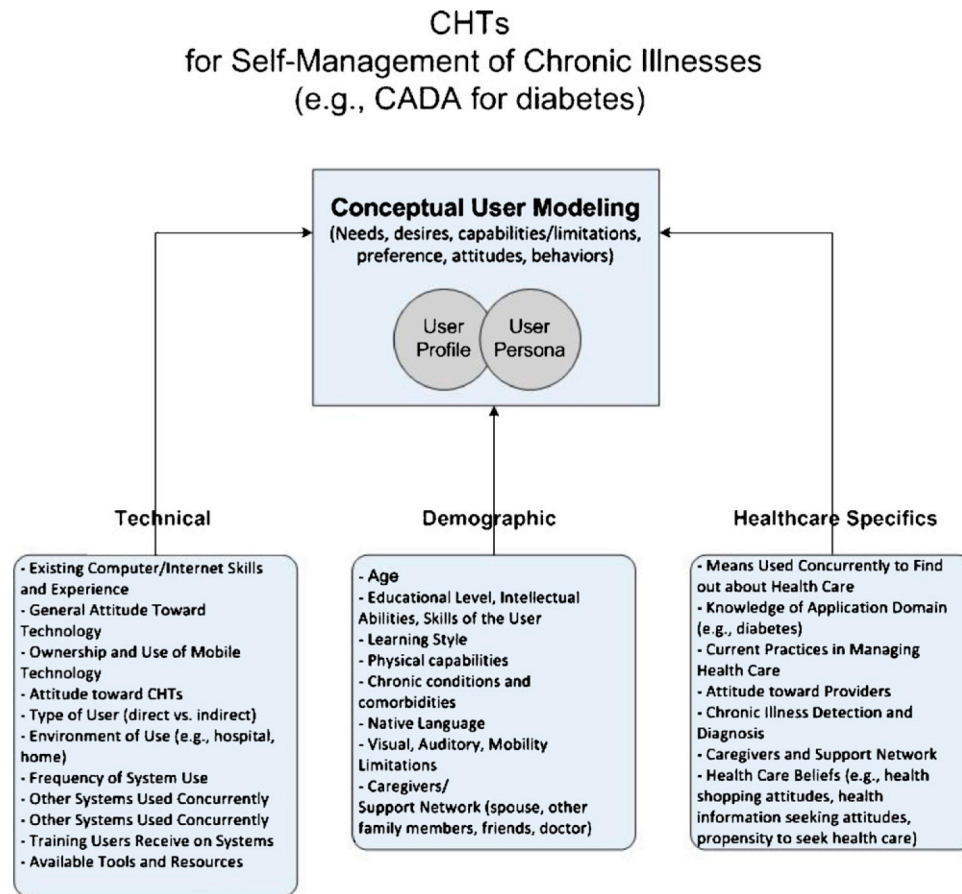 CHTs
for Self-Management of Chronic Illnesses
(e.g., CADA for diabetes)
Conceptual User Modeling
(Needs, desires, capabilities/limitations,
preference, attitudes, behaviors)
User
Profile
User
Persona
Technical
- Existing Computer/Internet Skills
and Experience
- General Attitude Toward
Technology
- Ownership and Use of Mobile
Technology
- Attitude toward CHTs
- Type of User (direct vs. indirect)
- Environment of Use (e.g., hospital,
home)
- Frequency of System Use
- Other Systems Used Concurrently
- Other Systems Used Concurrently
- Training Users Receive on Systems
- Available Tools and Resources
Demographic
- Age
- Educational Level, Intellectual
Abilities, Skills of the User
- Learning Style
- Physical capabilities
- Chronic conditions and
comorbidities
- Native Language
- Visual, Auditory, Mobility
Limitations
- Caregivers/
Support Network (spouse, other
family members, friends, doctor)
Healthcare Specifics
- Means Used Concurrently to Find
out about Health Care
- Knowledge of Application Domain
(e.g., diabetes)
- Current Practices in Managing
Health Care
- Attitude toward Providers
- Chronic Illness Detection and
Diagnosis
- Caregivers and Support Network
- Health Care Beliefs (e.g., health
shopping attitudes, health
information seeking attitudes,
propensity to seek health care)